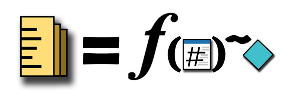 = f(#)~